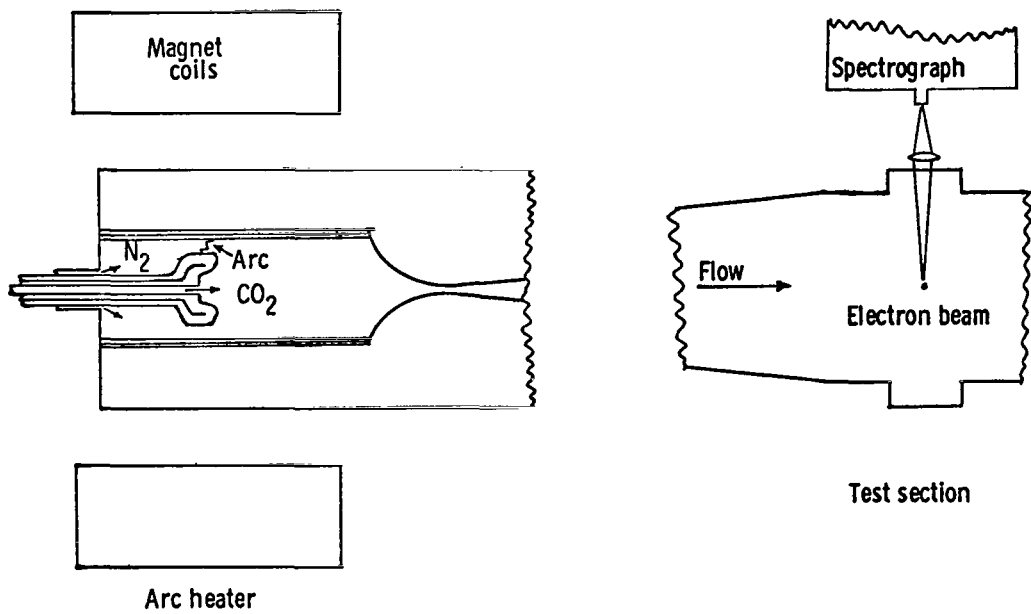 Magnet
coils
N2
Arc
CO2
Arc heater
Spectrograph
Flow
Electron beam
Test section